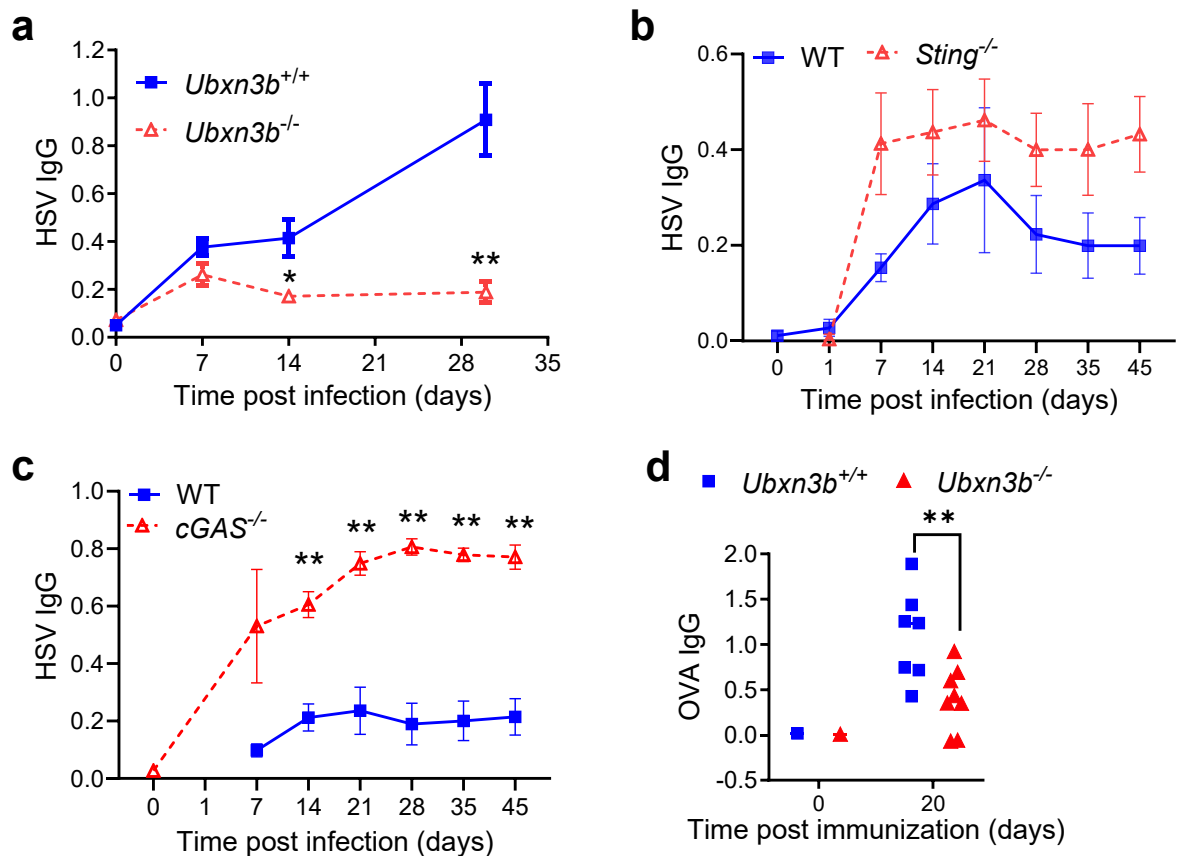 a
1.2
1.0
0.8
0.6
0.4
0.2
0.0
HSV IgG
Ubxn3b+/+
Ubxn3b-/-
*
**
0 7 14 21 28 35
Time post infection (days)
b
WT Sting-/-
0.6
0.4
0.2
0.0
HSV IgG
0 1 7 14 21 28 35 45
Time post infection (days)
c
WT
cGAS-/-
1.0
0.8
0.6
0.4
0.2
0.0
HSV IgG
** ** ** ** **
0 1 7 14 21 28 35 45
Time post infection (days)
d
Ubxn3b+/+ Ubxn3b-/-
**
2.0
1.5
1.0
0.5
0.0
-0.5
OVA IgG
0 20
Time post immunization (days)